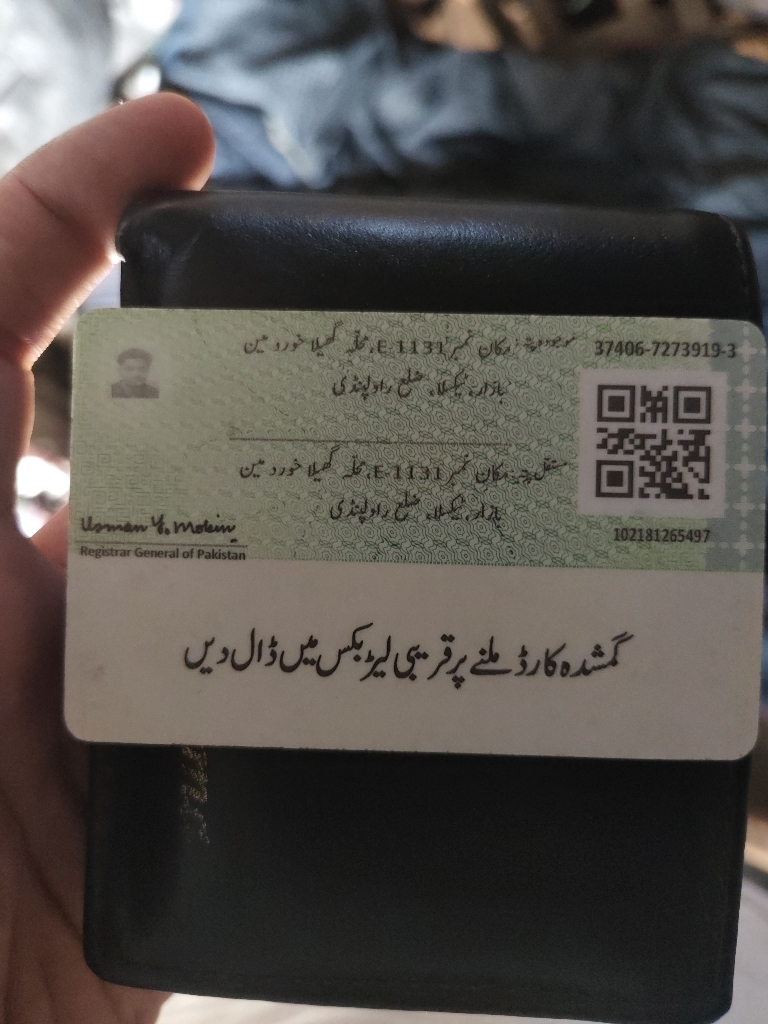 موجودہ پتہ: مکان نمبر E 1131، محلہ گھیلا خورد مین
بازار، ٹیکسلا، ضلع راولپنڈی
37406-7273919-3
مستقل پتہ: مکان نمبر E 1131، محلہ گھیلا خورد مین
بازار، ٹیکسلا، ضلع راولپنڈی
102181265497
Usman Y. Mobin
Registrar General of Pakistan
گمشدہ کارڈ ملنے پر قریبی لیٹر بکس میں ڈال دیں